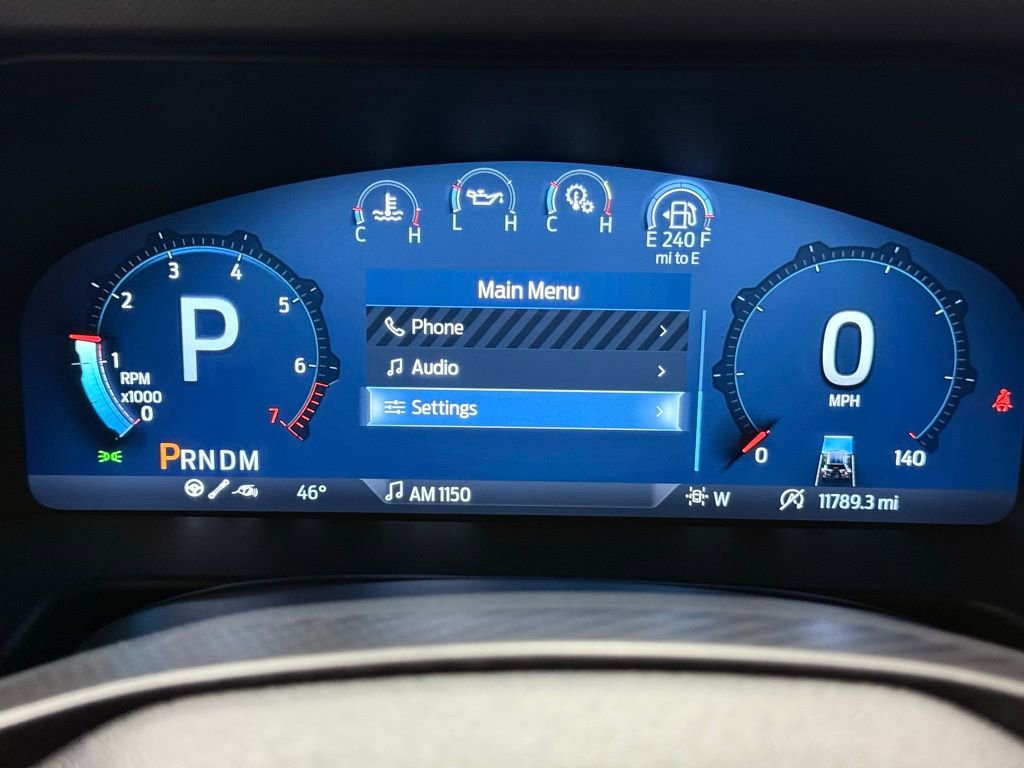 C H
L H
C H
E 240 F
mi to E
Main Menu
Phone
Audio
Settings
P
0
1
2
3
4
5
6
7
RPM
x1000
0
MPH
0
140
PRNDM
46°
AM 1150
W
11789.3 mi